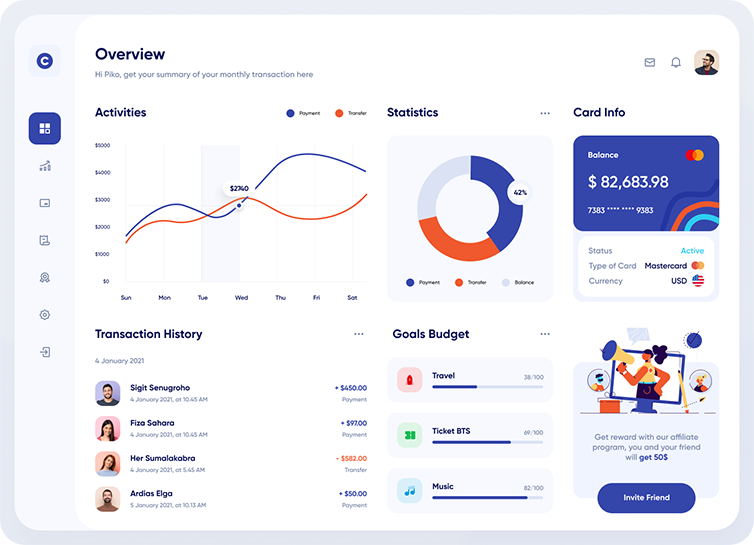 C
Overview
Hi Piko, get your summary of your monthly transaction here
Activities
Payment
Transfer
$5000
$4000
$3000
$2000
$1000
$0
$2740
Sun Mon Tue Wed Thu Fri Sat
Statistics
42%
Payment
Transfer
Balance
Card Info
Balance
$ 82,683.98
7383 **** **** 9383
Status Active
Type of Card Mastercard
Currency USD
Transaction History
4 January 2021
Sigit Senugroho + $450.00
4 January 2021, at 10.45 AM Payment
Fiza Sahara + $97.00
4 January 2021, at 10.45 AM Payment
Her Sumalakabra - $582.00
4 January 2021, at 5.45 AM Transfer
Ardias Elga + $50.00
5 January 2021, at 10.13 AM Payment
Goals Budget
Travel 38/100
Ticket BTS 69/100
Music 82/100
Get reward with our affiliate
program, you and your friend
will get 50$
Invite Friend